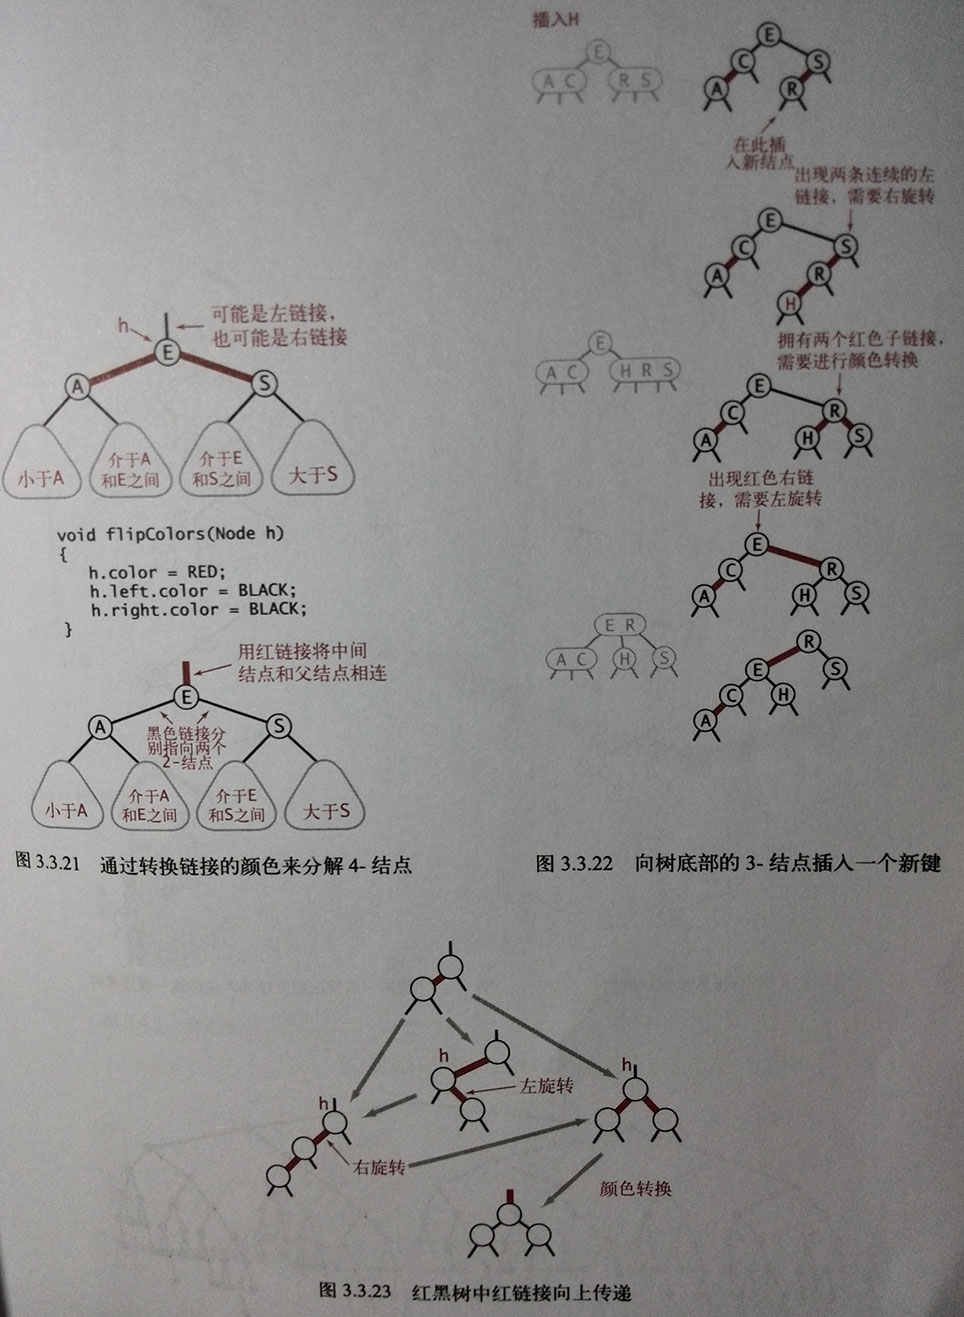 h
可能是左链接，
也可能是右链接
E
A
S
小于A
介于A
和E之间
介于E
和S之间
大于S
void flipColors(Node h)
{
h.color = RED;
h.left.color = BLACK;
h.right.color = BLACK;
}
用红链接将中间
结点和父结点相连
E
A
S
黑色链接分
别指向两个
2-结点
小于A
介于A
和E之间
介于E
和S之间
大于S
图 3.3.21 通过转换链接的颜色来分解 4- 结点
插入H
E
A C
R S
E
C
S
A
R
在此插
入新结点
出现两条连续的左
链接，需要右旋转
E
C
S
A
R
H
拥有两个红色子链接，
需要进行颜色转换
E
A C
H R S
E
C
R
A
H
S
出现红色右链
接，需要左旋转
E
C
R
A
H
S
E R
A C
H
S
R
E
S
C
H
A
图 3.3.22 向树底部的 3- 结点插入一个新键
h
左旋转
h
h
右旋转
颜色转换
图 3.3.23 红黑树中红链接向上传递